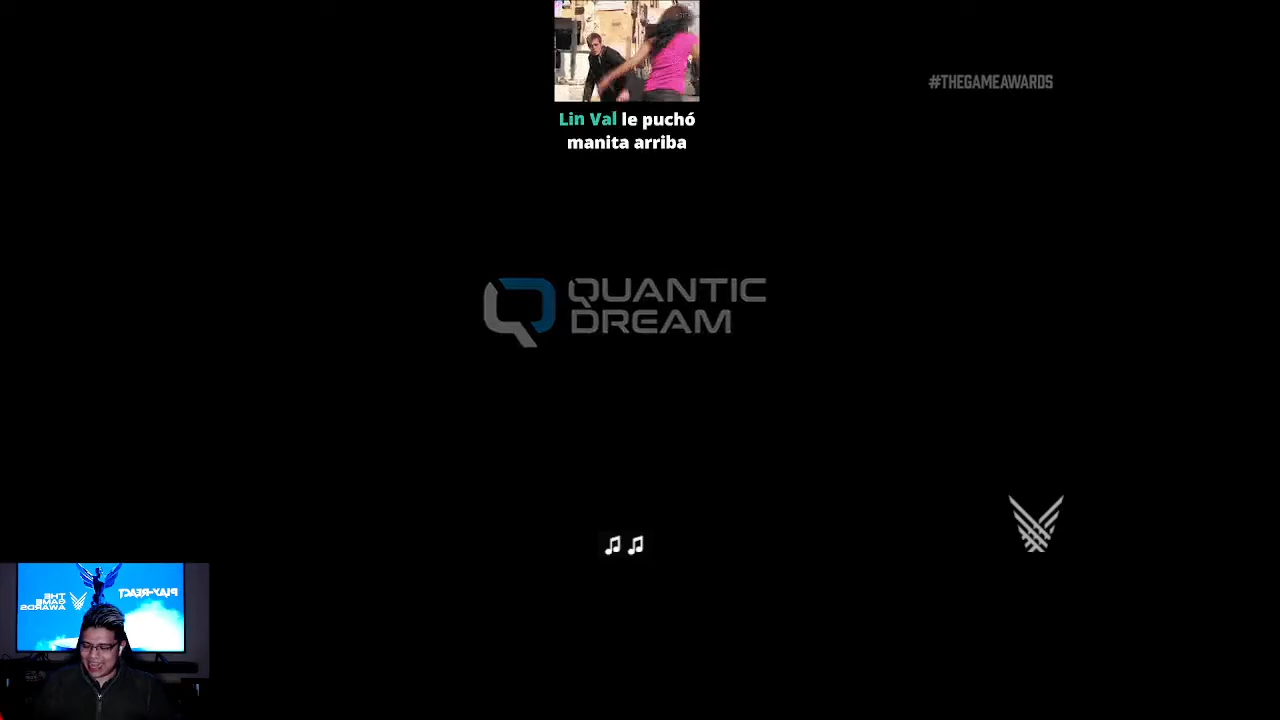 #THEGAMEAWARDS
Lin Val le puchó
manita arriba
QUANTIC
DREAM
♫ ♫
THE
GAME
AWARDS
PLAY-REACT